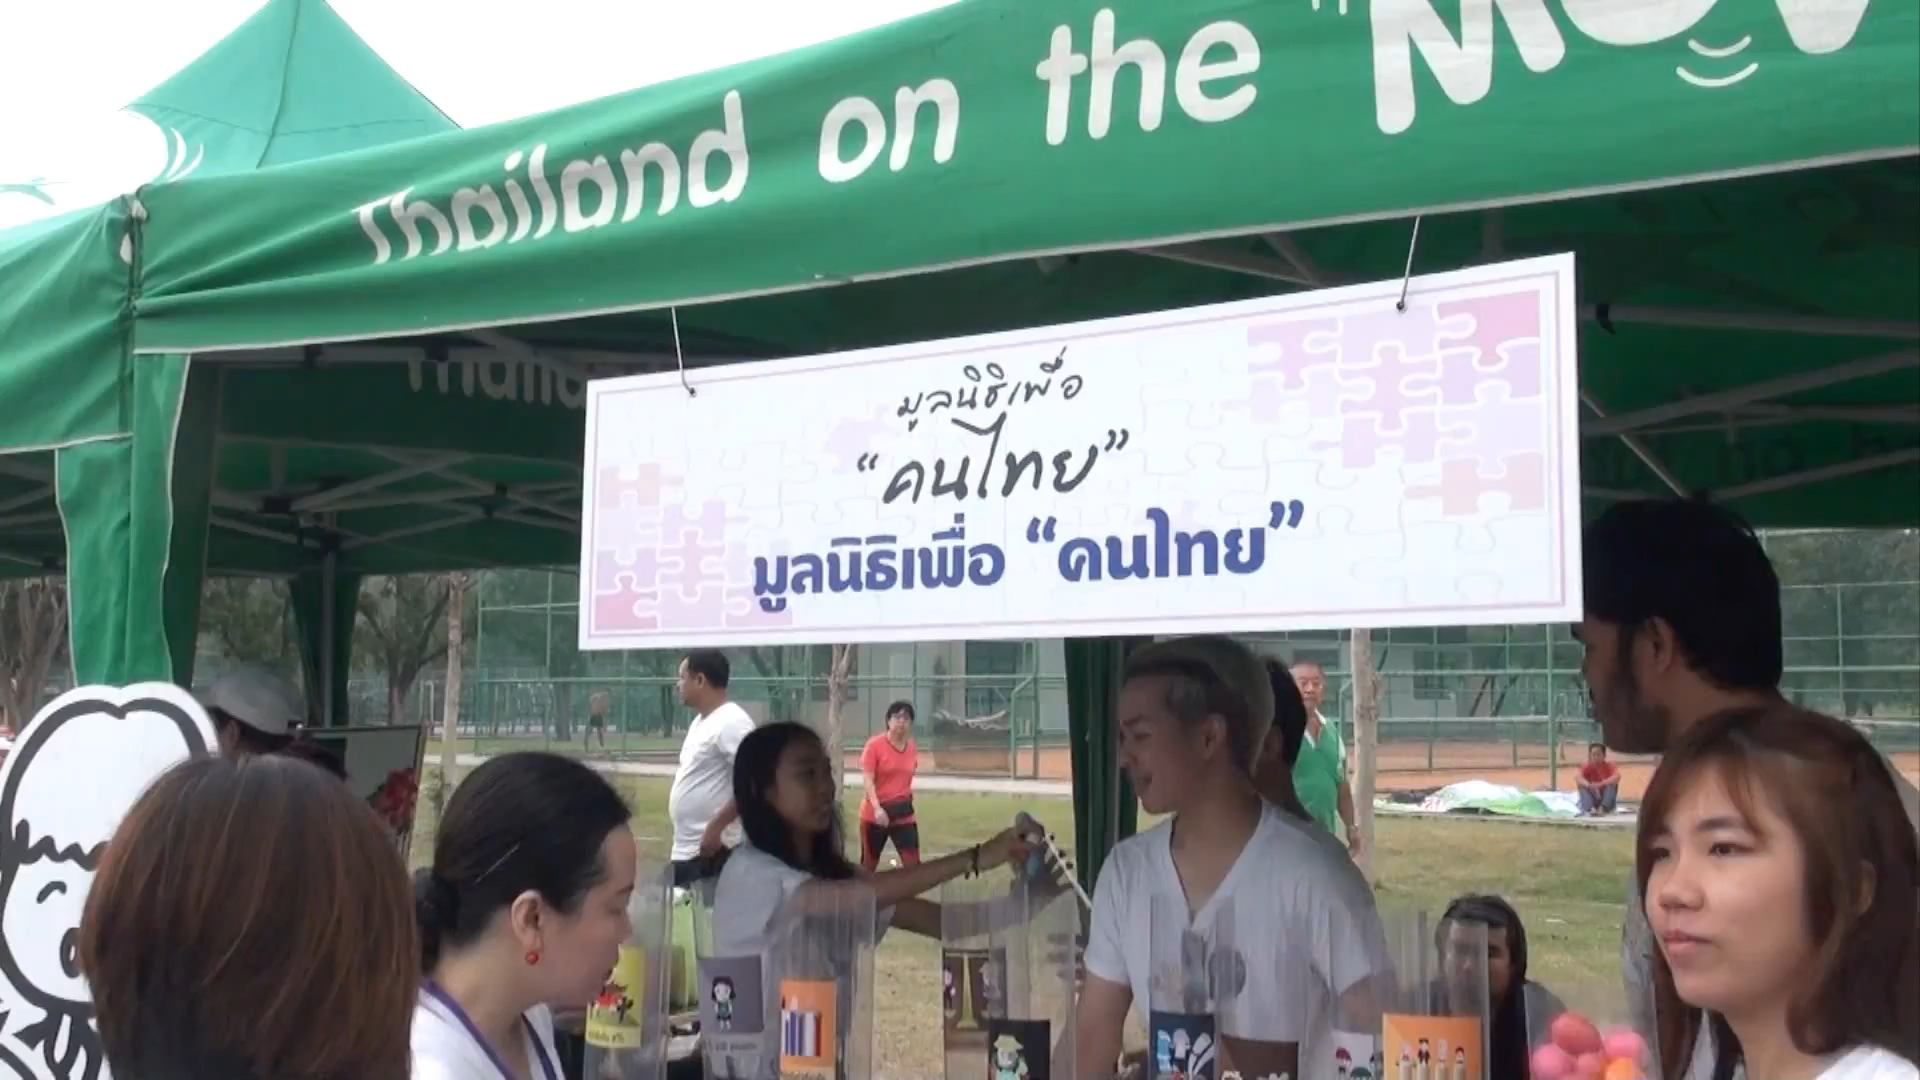 Thailand on the "MOV
มูลนิธิเพื่อ
“คนไทย”
มูลนิธิเพื่อ “คนไทย”